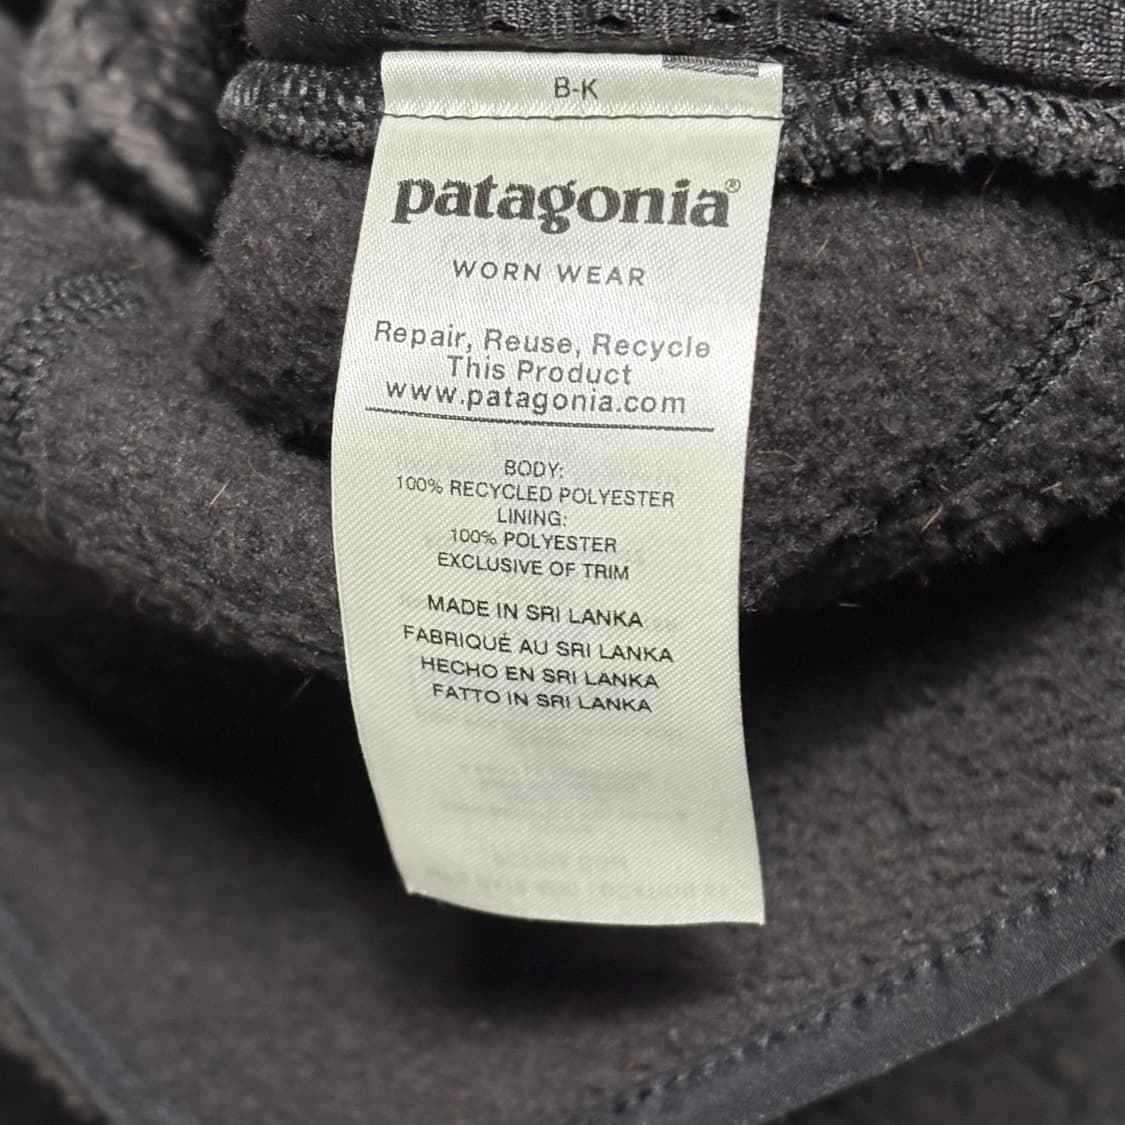 B-K
patagonia®
WORN WEAR
Repair, Reuse, Recycle
This Product
www.patagonia.com
BODY:
100% RECYCLED POLYESTER
LINING:
100% POLYESTER
EXCLUSIVE OF TRIM
MADE IN SRI LANKA
FABRIQUÉ AU SRI LANKA
HECHO EN SRI LANKA
FATTO IN SRI LANKA